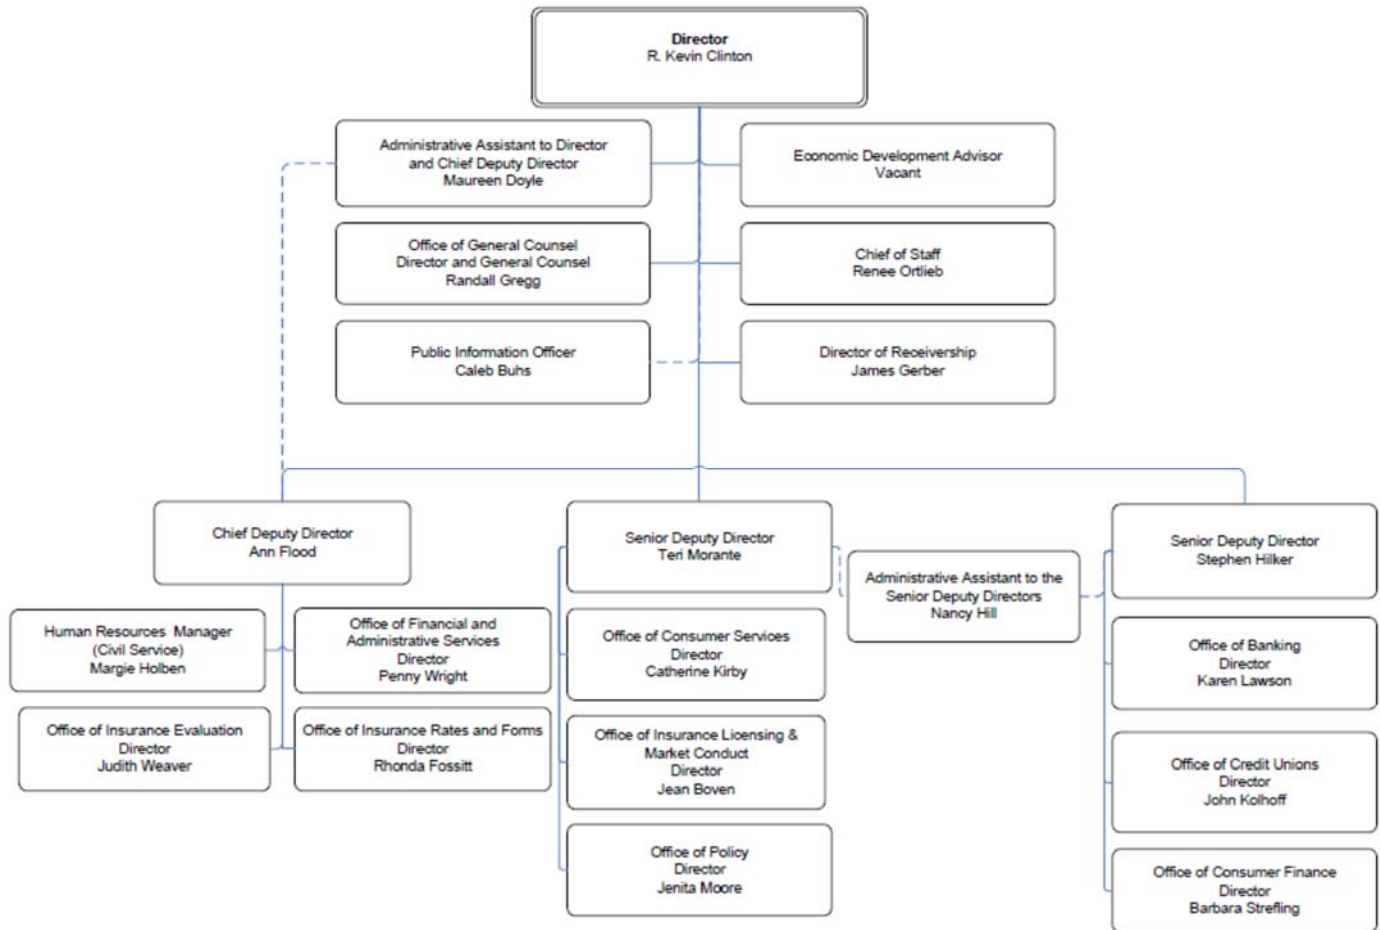 Director
R. Kevin Clinton
Administrative Assistant to Director
and Chief Deputy Director
Maureen Doyle
Economic Development Advisor
Vacant
Office of General Counsel
Director and General Counsel
Randall Gregg
Chief of Staff
Renee Ortlieb
Public Information Officer
Caleb Buhs
Director of Receivership
James Gerber
Chief Deputy Director
Ann Flood
Human Resources Manager
(Civil Service)
Margie Holben
Office of Financial and
Administrative Services
Director
Penny Wright
Office of Insurance Evaluation
Director
Judith Weaver
Office of Insurance Rates and Forms
Director
Rhonda Fossitt
Senior Deputy Director
Teri Morante
Office of Consumer Services
Director
Catherine Kirby
Office of Insurance Licensing &
Market Conduct
Director
Jean Boven
Office of Policy
Director
Jenita Moore
Administrative Assistant to the
Senior Deputy Directors
Nancy Hill
Senior Deputy Director
Stephen Hilker
Office of Banking
Director
Karen Lawson
Office of Credit Unions
Director
John Kolhoff
Office of Consumer Finance
Director
Barbara Strefling